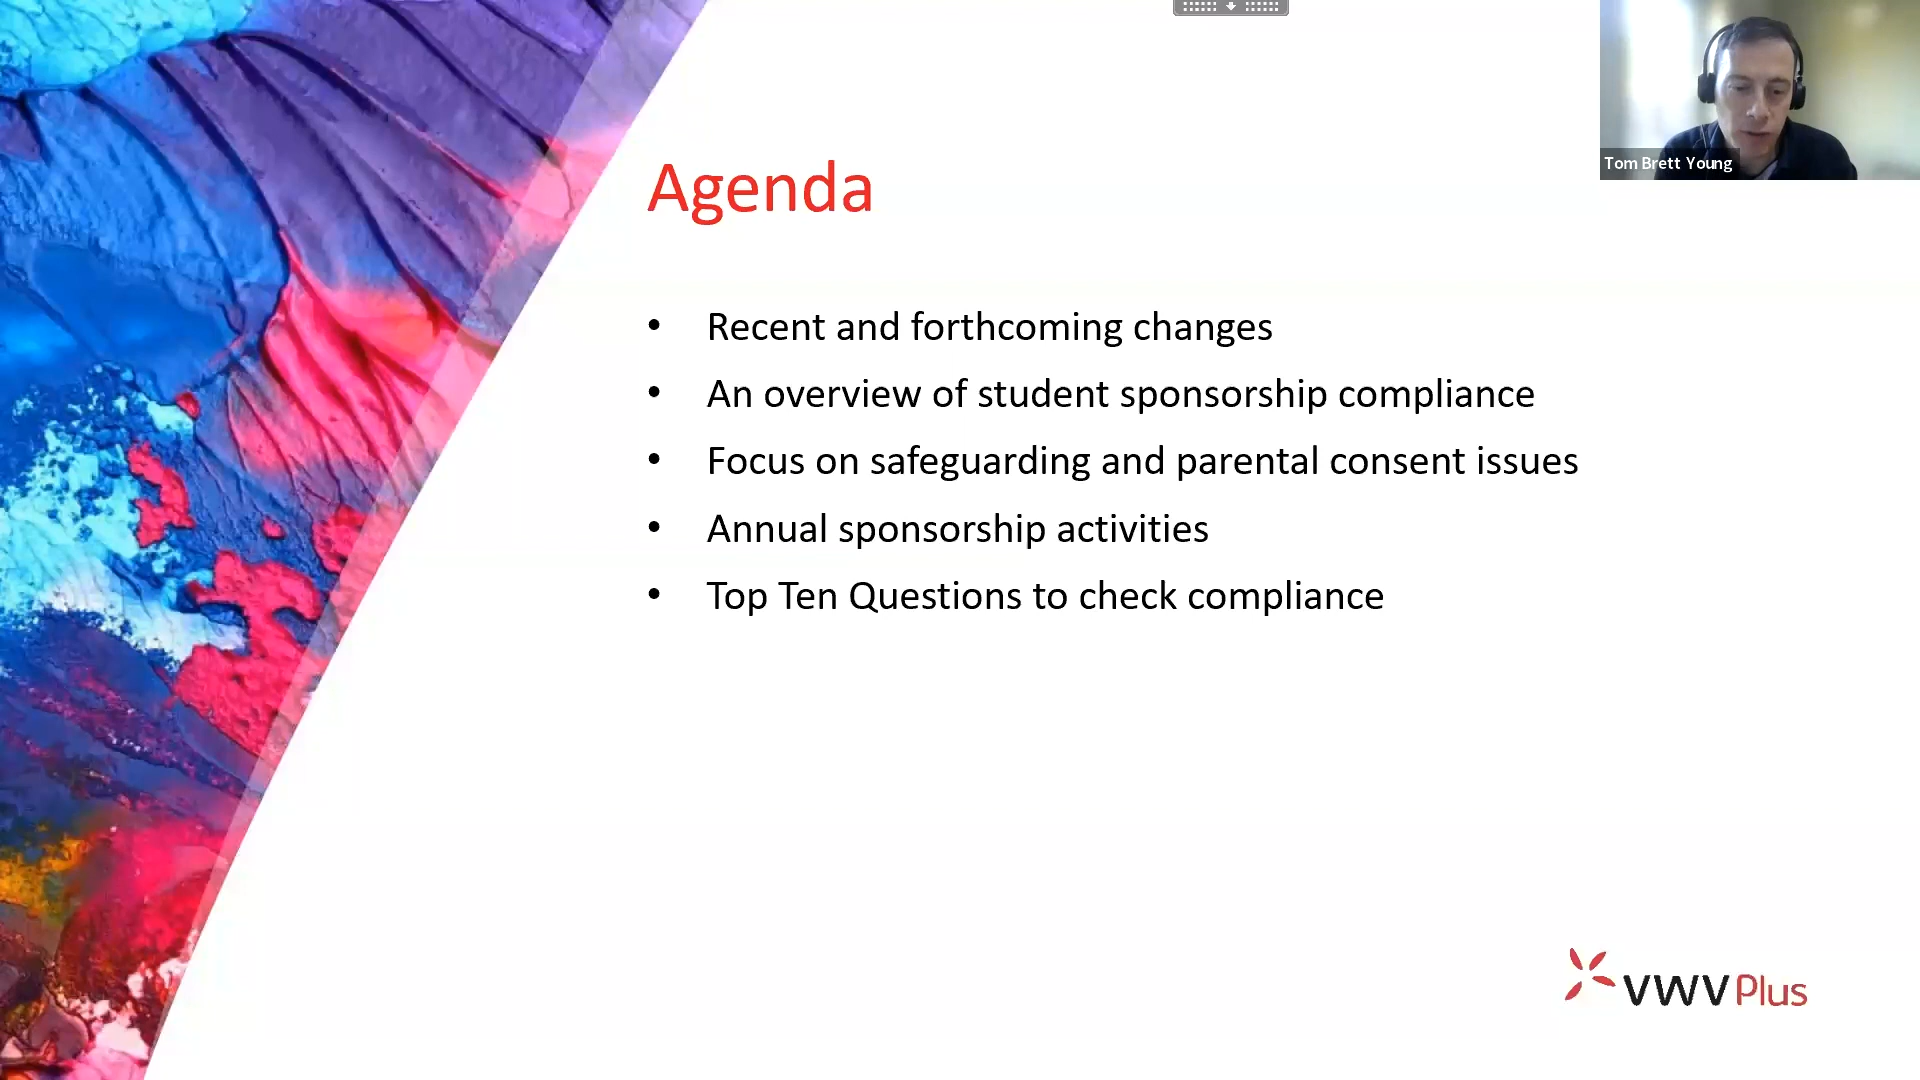 Tom Brett Young
Agenda
• Recent and forthcoming changes
• An overview of student sponsorship compliance
• Focus on safeguarding and parental consent issues
• Annual sponsorship activities
• Top Ten Questions to check compliance
VWV Plus